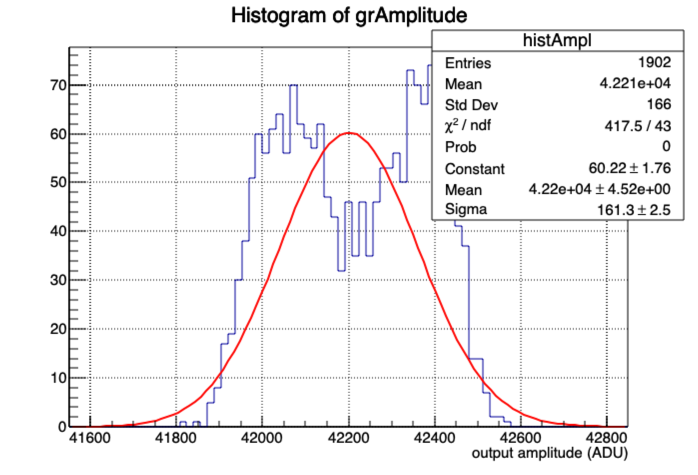 Histogram of grAmplitude
histAmpl
Entries 1902
Mean 4.221e+04
Std Dev 166
χ² / ndf 417.5 / 43
Prob 0
Constant 60.22 ± 1.76
Mean 4.22e+04 ± 4.52e+00
Sigma 161.3 ± 2.5
70
60
50
40
30
20
10
0
41600 41800 42000 42200 42400 42600 42800
output amplitude (ADU)